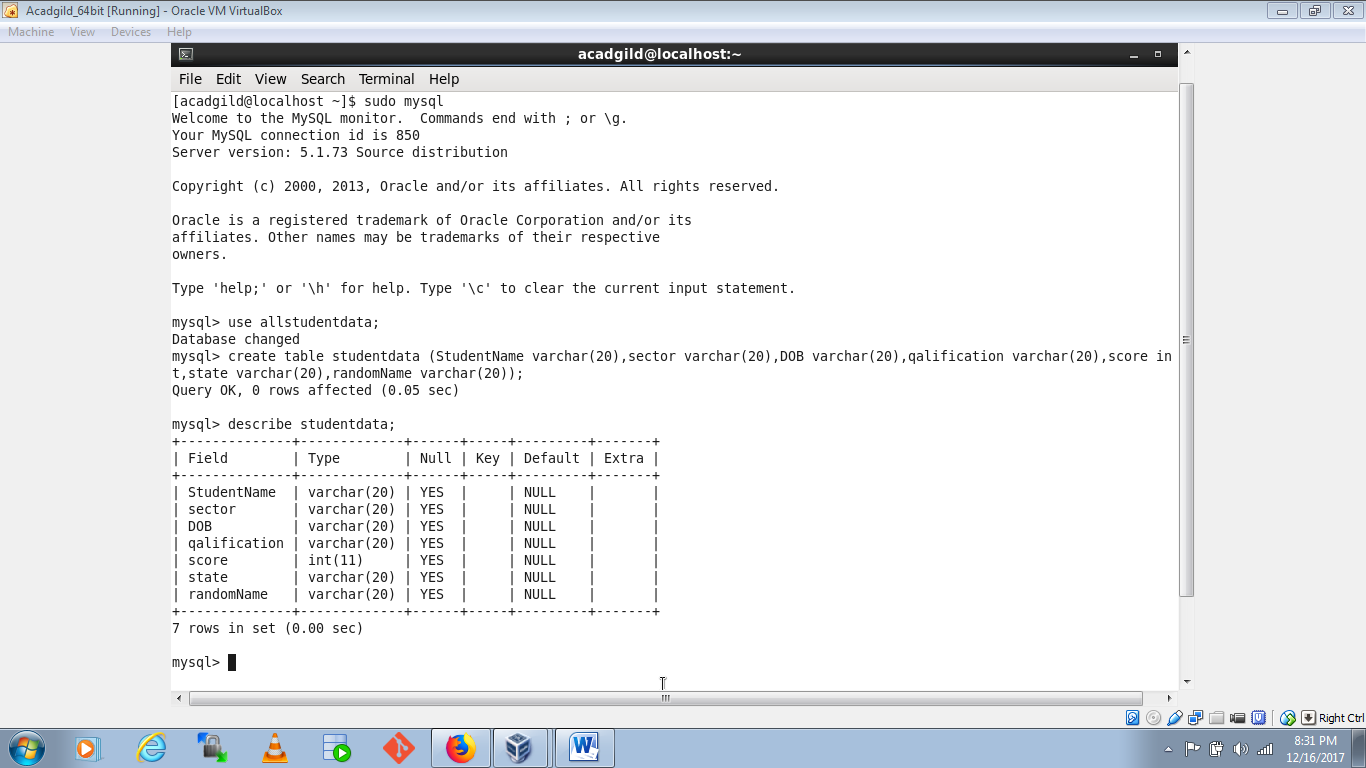 Acadgild_64bit [Running] - Oracle VM VirtualBox
Machine View Devices Help
acadgild@localhost:~
File Edit View Search Terminal Help
[acadgild@localhost ~]$ sudo mysql
Welcome to the MySQL monitor.  Commands end with ; or \g.
Your MySQL connection id is 850
Server version: 5.1.73 Source distribution
Copyright (c) 2000, 2013, Oracle and/or its affiliates. All rights reserved.
Oracle is a registered trademark of Oracle Corporation and/or its
affiliates. Other names may be trademarks of their respective
owners.
Type 'help;' or '\h' for help. Type '\c' to clear the current input statement.
mysql> use allstudentdata;
Database changed
mysql> create table studentdata (StudentName varchar(20),sector varchar(20),DOB varchar(20),qalification varchar(20),score in
t,state varchar(20),randomName varchar(20));
Query OK, 0 rows affected (0.05 sec)
mysql> describe studentdata;
+--------------+-------------+------+-----+---------+-------+
| Field        | Type        | Null | Key | Default | Extra |
+--------------+-------------+------+-----+---------+-------+
| StudentName  | varchar(20) | YES  |     | NULL    |       |
| sector       | varchar(20) | YES  |     | NULL    |       |
| DOB          | varchar(20) | YES  |     | NULL    |       |
| qalification | varchar(20) | YES  |     | NULL    |       |
| score        | int(11)     | YES  |     | NULL    |       |
| state        | varchar(20) | YES  |     | NULL    |       |
| randomName   | varchar(20) | YES  |     | NULL    |       |
+--------------+-------------+------+-----+---------+-------+
7 rows in set (0.00 sec)
mysql>
Right Ctrl
8:31 PM
12/16/2017